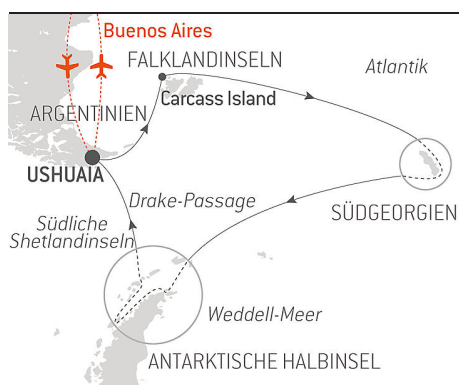 Buenos Aires
FALKLANDINSELN
Atlantik
Carcass Island
ARGENTINIEN
USHUAIA
Drake-Passage
SÜDGEORGIEN
Südliche
Shetlandinseln
Weddell-Meer
ANTARKTISCHE HALBINSEL